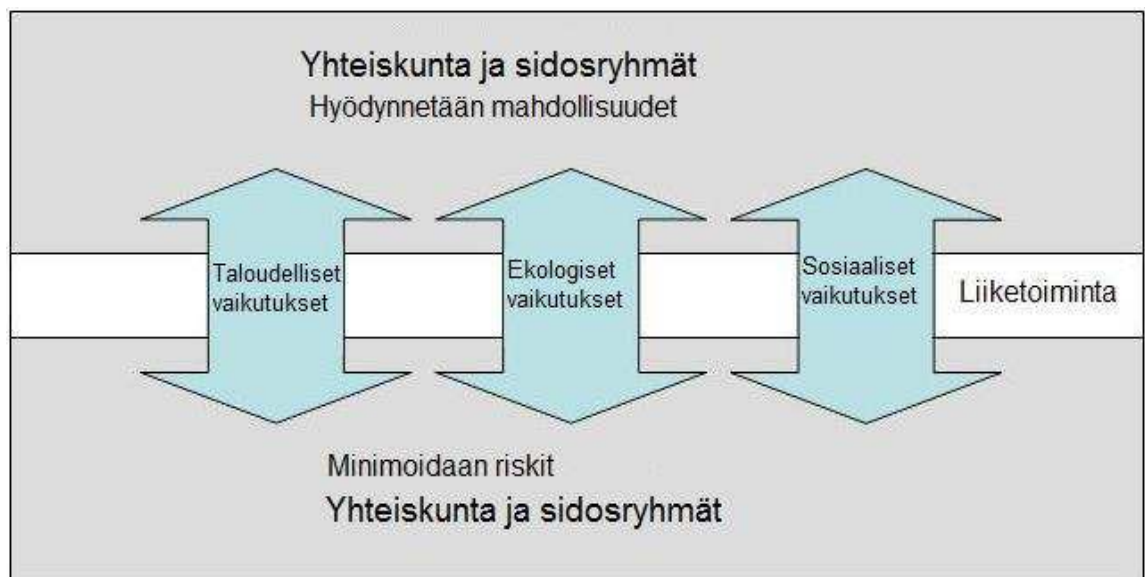 Yhteiskunta ja sidosryhmät
Hyödynnetään mahdollisuudet
Taloudelliset
vaikutukset
Ekologiset
vaikutukset
Sosiaaliset
vaikutukset
Liiketoiminta
Minimoidaan riskit
Yhteiskunta ja sidosryhmät